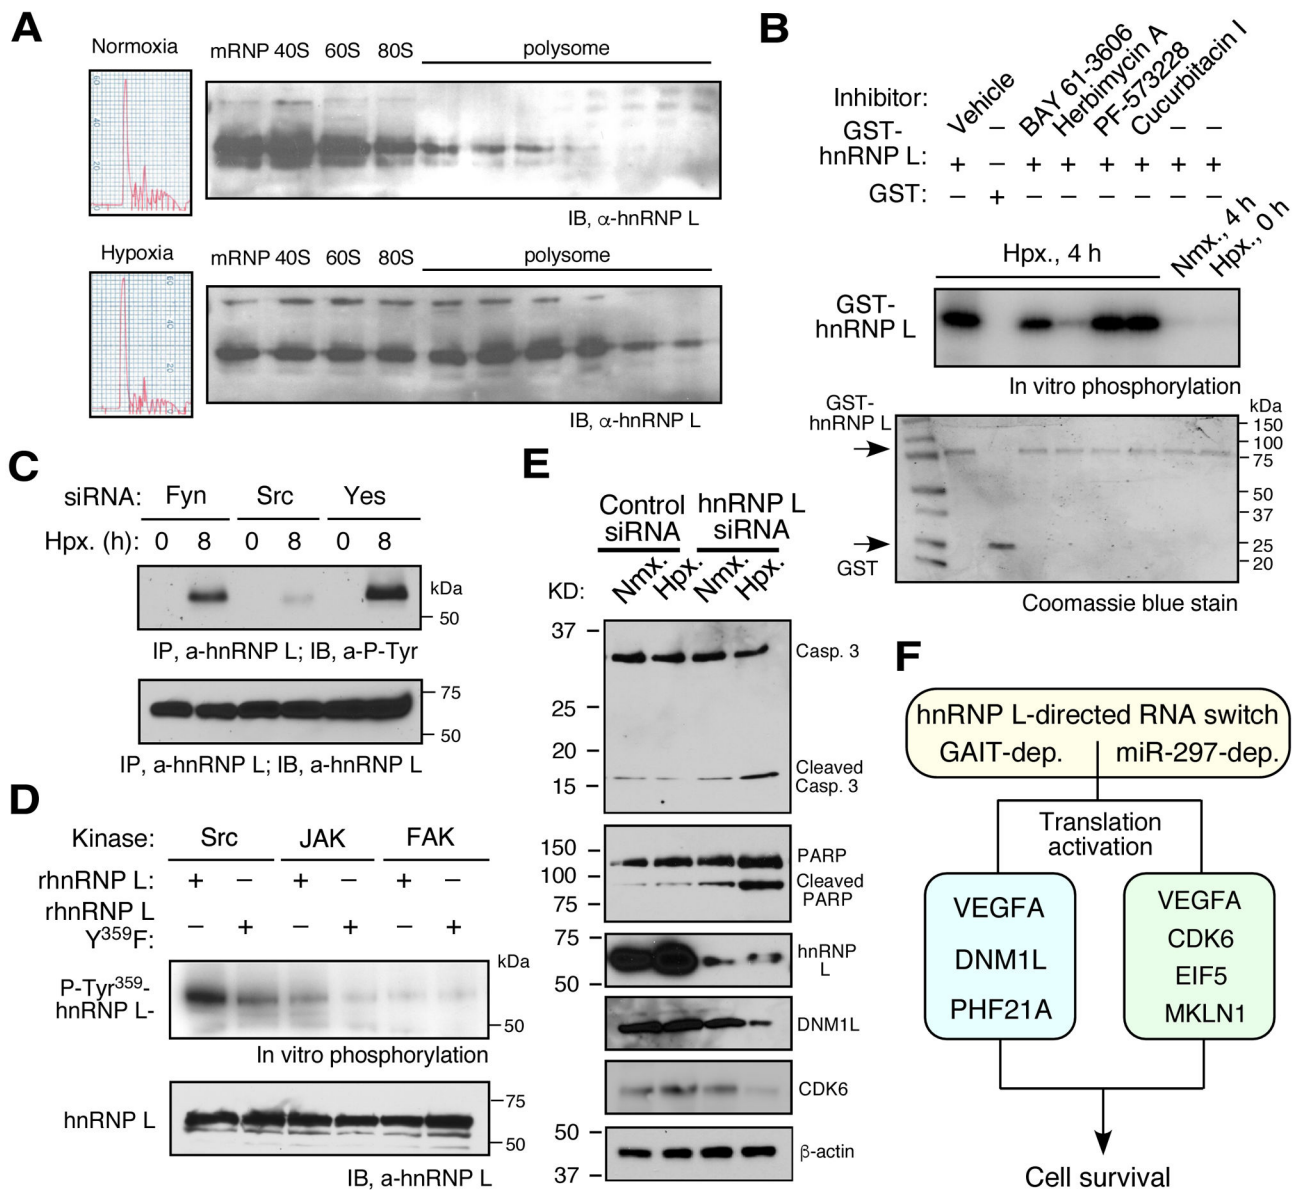 A
Normoxia
mRNP 40S 60S 80S polysome
60
40
20
IB, α-hnRNP L
Hypoxia
mRNP 40S 60S 80S polysome
60
40
20
IB, α-hnRNP L
B
Inhibitor: Vehicle – BAY 61-3606 Herbimycin A PF-573228 Cucurbitacin I – –
GST-
hnRNP L: + – + + + + + +
GST: – + – – – – – –
Hpx., 4 h Nmx., 4 h Hpx., 0 h
GST-
hnRNP L
In vitro phosphorylation
GST-
hnRNP L
kDa
150
100
75
50
37
25
20
GST
Coomassie blue stain
C
siRNA: Fyn Src Yes
Hpx. (h): 0 8 0 8 0 8
kDa
50
IP, a-hnRNP L; IB, a-P-Tyr
75
50
IP, a-hnRNP L; IB, a-hnRNP L
D
Kinase: Src JAK FAK
rhnRNP L: + – + – + –
rhnRNP L
Y359F: – + – + – +
kDa
P-Tyr359-
hnRNP L-
50
In vitro phosphorylation
hnRNP L
75
50
IB, a-hnRNP L
E
Control hnRNP L
siRNA siRNA
KD: Nmx. Hpx. Nmx. Hpx.
37
Casp. 3
25
20
Cleaved
Casp. 3
15
150
PARP
100
Cleaved
PARP
75
75
hnRNP
L
50
DNM1L
CDK6
50
β-actin
37
F
hnRNP L-directed RNA switch
GAIT-dep. miR-297-dep.
Translation
activation
VEGFA
DNM1L
PHF21A
VEGFA
CDK6
EIF5
MKLN1
Cell survival